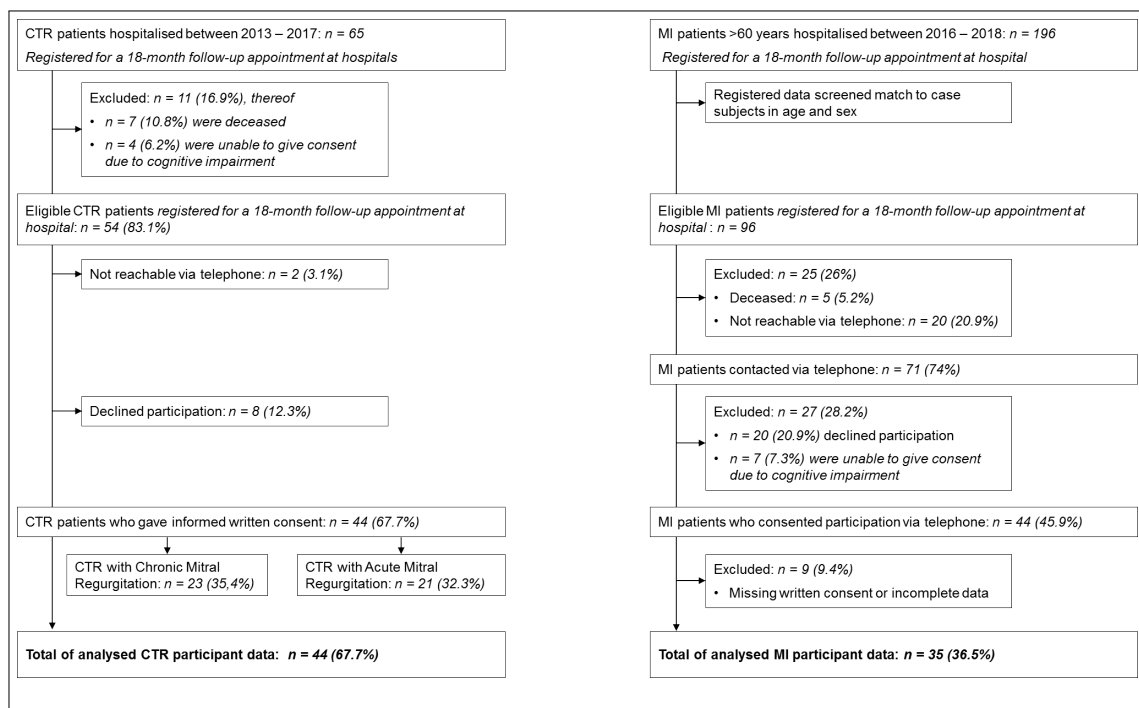 CTR patients hospitalised between 2013 – 2017: n = 65
Registered for a 18-month follow-up appointment at hospitals
Excluded: n = 11 (16.9%), thereof
• n = 7 (10.8%) were deceased
• n = 4 (6.2%) were unable to give consent
due to cognitive impairment
Eligible CTR patients registered for a 18-month follow-up appointment at
hospital: n = 54 (83.1%)
Not reachable via telephone: n = 2 (3.1%)
Declined participation: n = 8 (12.3%)
CTR patients who gave informed written consent: n = 44 (67.7%)
CTR with Chronic Mitral
Regurgitation: n = 23 (35,4%)
CTR with Acute Mitral
Regurgitation: n = 21 (32.3%)
Total of analysed CTR participant data: n = 44 (67.7%)
MI patients >60 years hospitalised between 2016 – 2018: n = 196
Registered for a 18-month follow-up appointment at hospital
Registered data screened match to case
subjects in age and sex
Eligible MI patients registered for a 18-month follow-up appointment at
hospital : n = 96
Excluded: n = 25 (26%)
• Deceased: n = 5 (5.2%)
• Not reachable via telephone: n = 20 (20.9%)
MI patients contacted via telephone: n = 71 (74%)
Excluded: n = 27 (28.2%)
• n = 20 (20.9%) declined participation
• n = 7 (7.3%) were unable to give consent
due to cognitive impairment
MI patients who consented participation via telephone: n = 44 (45.9%)
Excluded: n = 9 (9.4%)
• Missing written consent or incomplete data
Total of analysed MI participant data: n = 35 (36.5%)